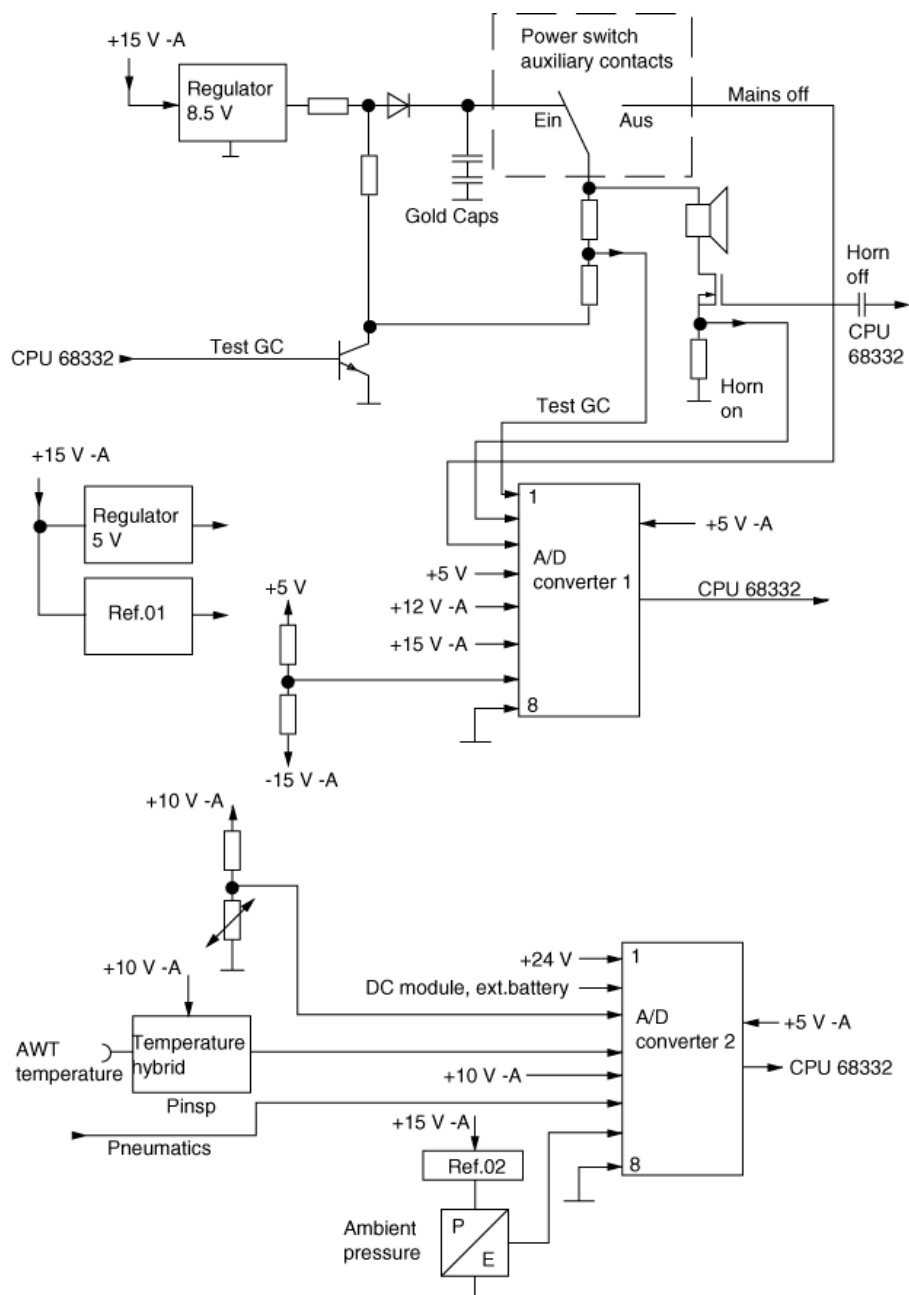 +15 V -A
Regulator
8.5 V
Power switch
auxiliary contacts
Ein
Aus
Mains off
Gold Caps
Horn
off
CPU 68332
Test GC
CPU
68332
Horn
on
Test GC
+15 V -A
Regulator
5 V
Ref.01
1
+5 V -A
A/D
converter 1
+5 V
+5 V
CPU 68332
+12 V -A
+15 V -A
8
-15 V -A
+10 V -A
+10 V -A
+24 V
1
DC module, ext.battery
A/D
converter 2
+5 V -A
AWT
temperature
Temperature
hybrid
CPU 68332
+10 V -A
Pinsp
Pneumatics
+15 V -A
Ref.02
8
Ambient
pressure
P
E